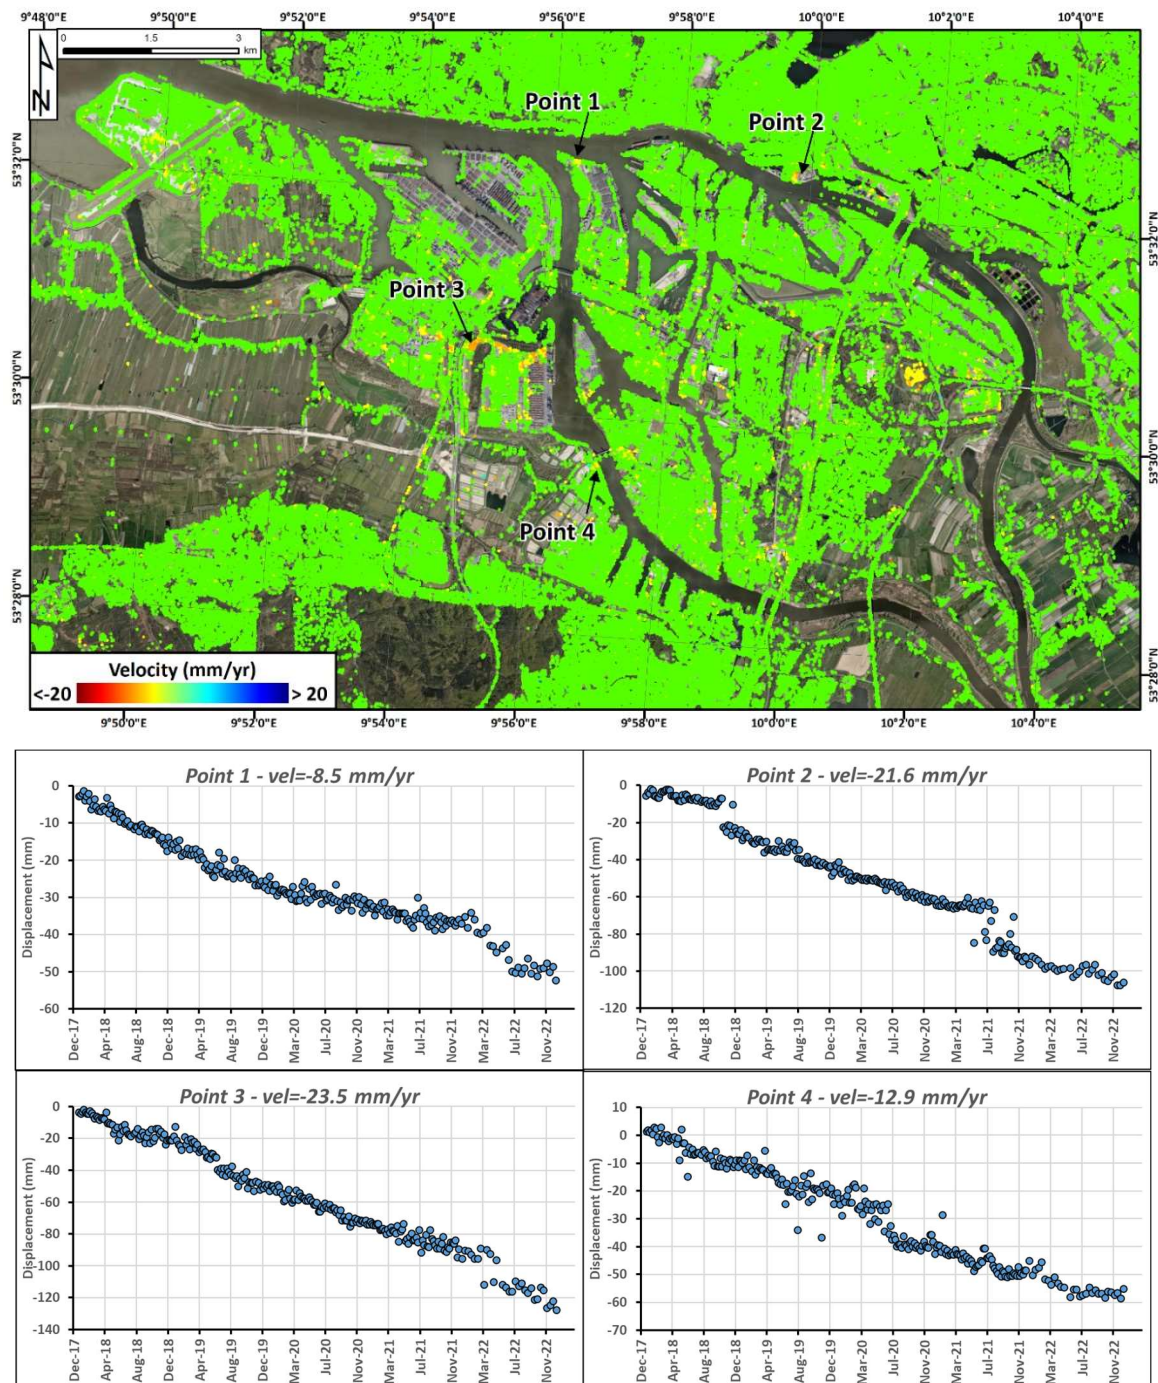 9°48'0"E 9°50'0"E 9°52'0"E 9°54'0"E 9°56'0"E 9°58'0"E 10°0'0"E 10°2'0"E 10°4'0"E
0 1.5 3
km
N
Point 1
Point 2
53°32'0"N
53°32'0"N
Point 3
53°30'0"N
53°30'0"N
Point 4
53°28'0"N
53°28'0"N
Velocity (mm/yr)
<-20 > 20
9°50'0"E 9°52'0"E 9°54'0"E 9°56'0"E 9°58'0"E 10°0'0"E 10°2'0"E 10°4'0"E
Point 1 - vel=-8.5 mm/yr
Displacement (mm)
0
-10
-20
-30
-40
-50
-60
Dec-17 Apr-18 Aug-18 Dec-18 Apr-19 Aug-19 Dec-19 Mar-20 Jul-20 Nov-20 Mar-21 Jul-21 Nov-21 Mar-22 Jul-22 Nov-22
Point 2 - vel=-21.6 mm/yr
Displacement (mm)
0
-20
-40
-60
-80
-100
-120
Dec-17 Apr-18 Aug-18 Dec-18 Apr-19 Aug-19 Dec-19 Mar-20 Jul-20 Nov-20 Mar-21 Jul-21 Nov-21 Mar-22 Jul-22 Nov-22
Point 3 - vel=-23.5 mm/yr
Displacement (mm)
0
-20
-40
-60
-80
-100
-120
-140
Dec-17 Apr-18 Aug-18 Dec-18 Apr-19 Aug-19 Dec-19 Mar-20 Jul-20 Nov-20 Mar-21 Jul-21 Nov-21 Mar-22 Jul-22 Nov-22
Point 4 - vel=-12.9 mm/yr
Displacement (mm)
10
0
-10
-20
-30
-40
-50
-60
-70
Dec-17 Apr-18 Aug-18 Dec-18 Apr-19 Aug-19 Dec-19 Mar-20 Jul-20 Nov-20 Mar-21 Jul-21 Nov-21 Mar-22 Jul-22 Nov-22